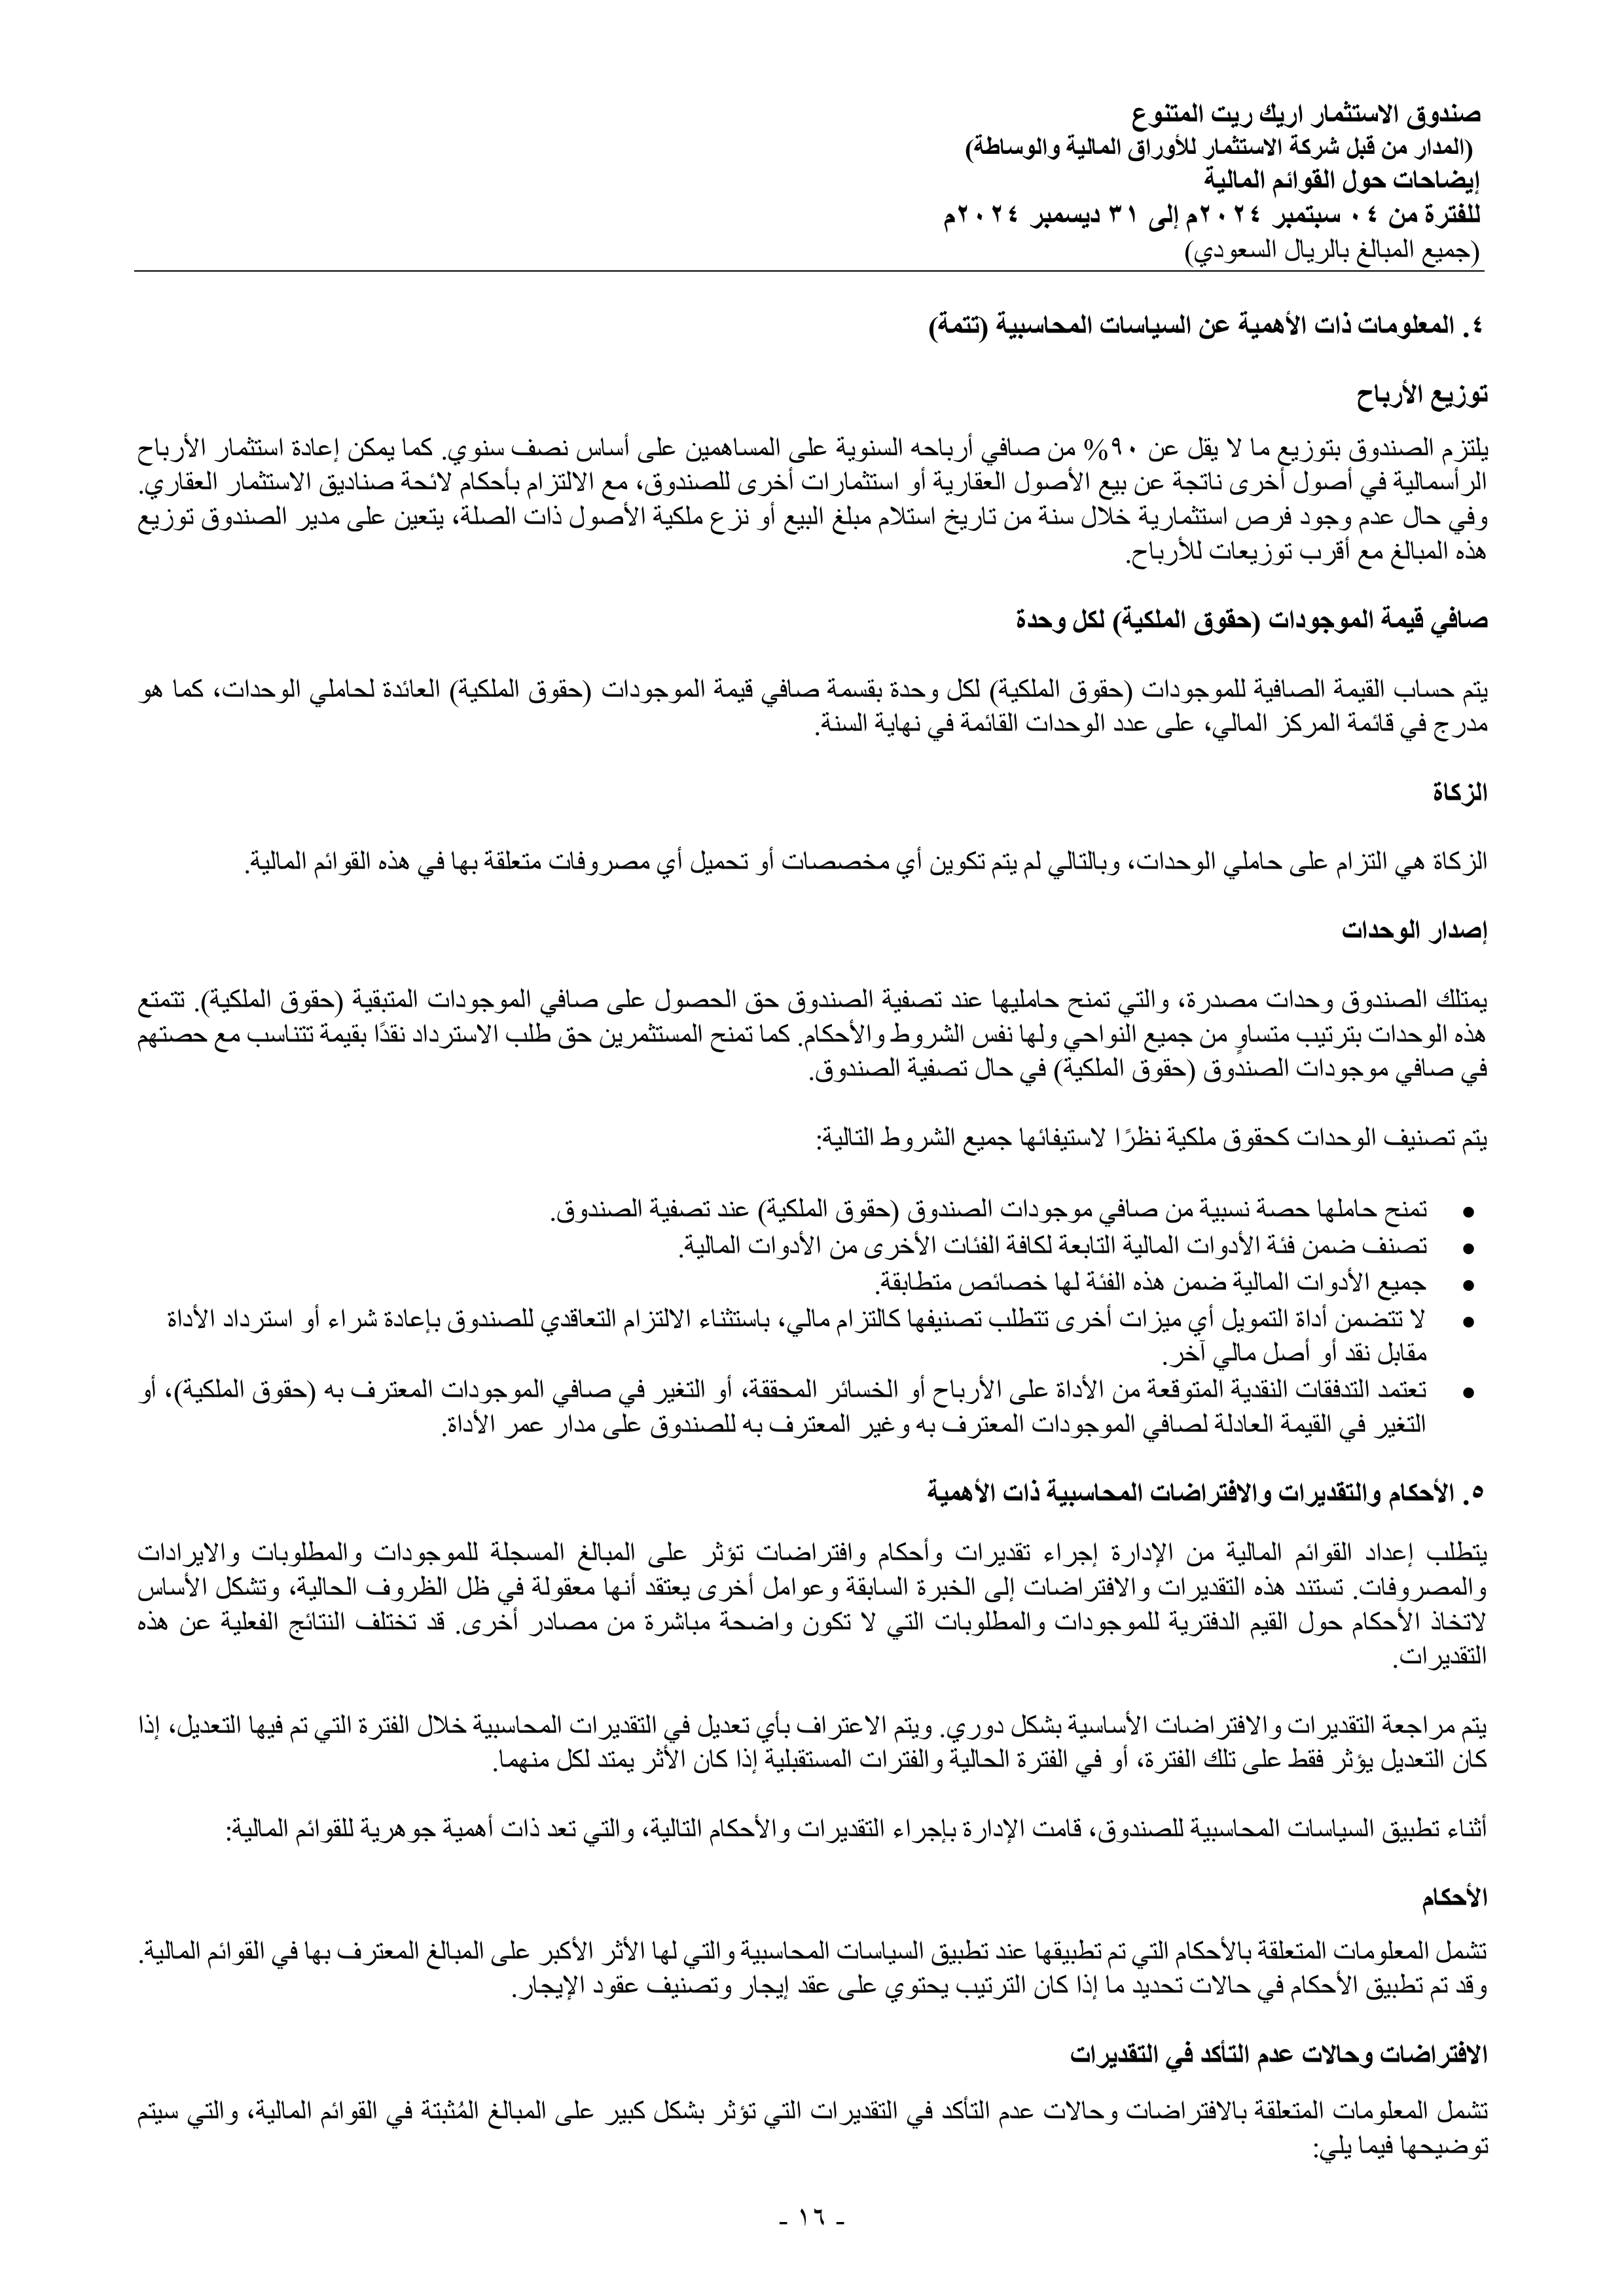 صندوق الاستثمار اريك ريت المتنوع
(المدار من قبل شركة الاستثمار للأوراق المالية والوساطة)
إيضاحات حول القوائم المالية
للفترة من ٠٤ سبتمبر ٢٠٢٤م إلى ٣١ ديسمبر ٢٠٢٤م
(جميع المبالغ بالريال السعودي)
٤. المعلومات ذات الأهمية عن السياسات المحاسبية (تتمة)
توزيع الأرباح
يلتزم الصندوق بتوزيع ما لا يقل عن ٩٠% من صافي أرباحه السنوية على المساهمين على أساس نصف سنوي. كما يمكن إعادة استثمار الأرباح
الرأسمالية في أصول أخرى ناتجة عن بيع الأصول العقارية أو استثمارات أخرى للصندوق، مع الالتزام بأحكام لائحة صناديق الاستثمار العقاري.
وفي حال عدم وجود فرص استثمارية خلال سنة من تاريخ استلام مبلغ البيع أو نزع ملكية الأصول ذات الصلة، يتعين على مدير الصندوق توزيع
هذه المبالغ مع أقرب توزيعات للأرباح.
صافي قيمة الموجودات (حقوق الملكية) لكل وحدة
يتم حساب القيمة الصافية للموجودات (حقوق الملكية) لكل وحدة بقسمة صافي قيمة الموجودات (حقوق الملكية) العائدة لحاملي الوحدات، كما هو
مدرج في قائمة المركز المالي، على عدد الوحدات القائمة في نهاية السنة.
الزكاة
الزكاة هي التزام على حاملي الوحدات، وبالتالي لم يتم تكوين أي مخصصات أو تحميل أي مصروفات متعلقة بها في هذه القوائم المالية.
إصدار الوحدات
يمتلك الصندوق وحدات مصدرة، والتي تمنح حامليها عند تصفية الصندوق حق الحصول على صافي الموجودات المتبقية (حقوق الملكية). تتمتع
هذه الوحدات بترتيب متساوٍ من جميع النواحي ولها نفس الشروط والأحكام. كما تمنح المستثمرين حق طلب الاسترداد نقدًا بقيمة تتناسب مع حصتهم
في صافي موجودات الصندوق (حقوق الملكية) في حال تصفية الصندوق.
يتم تصنيف الوحدات كحقوق ملكية نظرًا لاستيفائها جميع الشروط التالية:
• تمنح حاملها حصة نسبية من صافي موجودات الصندوق (حقوق الملكية) عند تصفية الصندوق.
• تصنف ضمن فئة الأدوات المالية التابعة لكافة الفئات الأخرى من الأدوات المالية.
• جميع الأدوات المالية ضمن هذه الفئة لها خصائص متطابقة.
• لا تتضمن أداة التمويل أي ميزات أخرى تتطلب تصنيفها كالتزام مالي، باستثناء الالتزام التعاقدي للصندوق بإعادة شراء أو استرداد الأداة
مقابل نقد أو أصل مالي آخر.
• تعتمد التدفقات النقدية المتوقعة من الأداة على الأرباح أو الخسائر المحققة، أو التغير في صافي الموجودات المعترف به (حقوق الملكية)، أو
التغير في القيمة العادلة لصافي الموجودات المعترف به وغير المعترف به للصندوق على مدار عمر الأداة.
٥. الأحكام والتقديرات والافتراضات المحاسبية ذات الأهمية
يتطلب إعداد القوائم المالية من الإدارة إجراء تقديرات وأحكام وافتراضات تؤثر على المبالغ المسجلة للموجودات والمطلوبات والايرادات
والمصروفات. تستند هذه التقديرات والافتراضات إلى الخبرة السابقة وعوامل أخرى يعتقد أنها معقولة في ظل الظروف الحالية، وتشكل الأساس
لاتخاذ الأحكام حول القيم الدفترية للموجودات والمطلوبات التي لا تكون واضحة مباشرة من مصادر أخرى. قد تختلف النتائج الفعلية عن هذه
التقديرات.
يتم مراجعة التقديرات والافتراضات الأساسية بشكل دوري. ويتم الاعتراف بأي تعديل في التقديرات المحاسبية خلال الفترة التي تم فيها التعديل، إذا
كان التعديل يؤثر فقط على تلك الفترة، أو في الفترة الحالية والفترات المستقبلية إذا كان الأثر يمتد لكل منهما.
أثناء تطبيق السياسات المحاسبية للصندوق، قامت الإدارة بإجراء التقديرات والأحكام التالية، والتي تعد ذات أهمية جوهرية للقوائم المالية:
الأحكام
تشمل المعلومات المتعلقة بالأحكام التي تم تطبيقها عند تطبيق السياسات المحاسبية والتي لها الأثر الأكبر على المبالغ المعترف بها في القوائم المالية.
وقد تم تطبيق الأحكام في حالات تحديد ما إذا كان الترتيب يحتوي على عقد إيجار وتصنيف عقود الإيجار.
الافتراضات وحالات عدم التأكد في التقديرات
تشمل المعلومات المتعلقة بالافتراضات وحالات عدم التأكد في التقديرات التي تؤثر بشكل كبير على المبالغ المُثبتة في القوائم المالية، والتي سيتم
توضيحها فيما يلي:
- ١٦ -